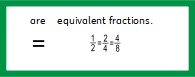 are equivalent fractions.
= 1/2 = 2/4 = 4/8